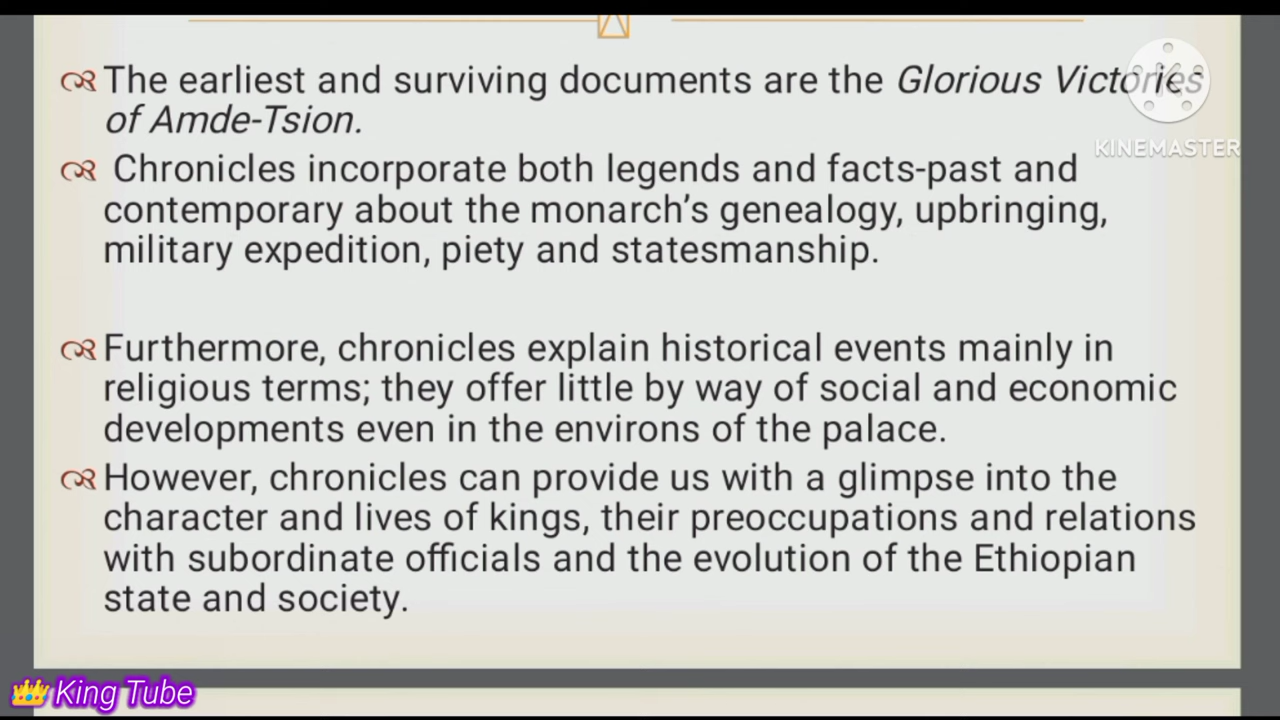 The earliest and surviving documents are the Glorious Victories
of Amde-Tsion.
Chronicles incorporate both legends and facts-past and
contemporary about the monarch's genealogy, upbringing,
military expedition, piety and statesmanship.
Furthermore, chronicles explain historical events mainly in
religious terms; they offer little by way of social and economic
developments even in the environs of the palace.
However, chronicles can provide us with a glimpse into the
character and lives of kings, their preoccupations and relations
with subordinate officials and the evolution of the Ethiopian
state and society.
KINEMASTER
King Tube